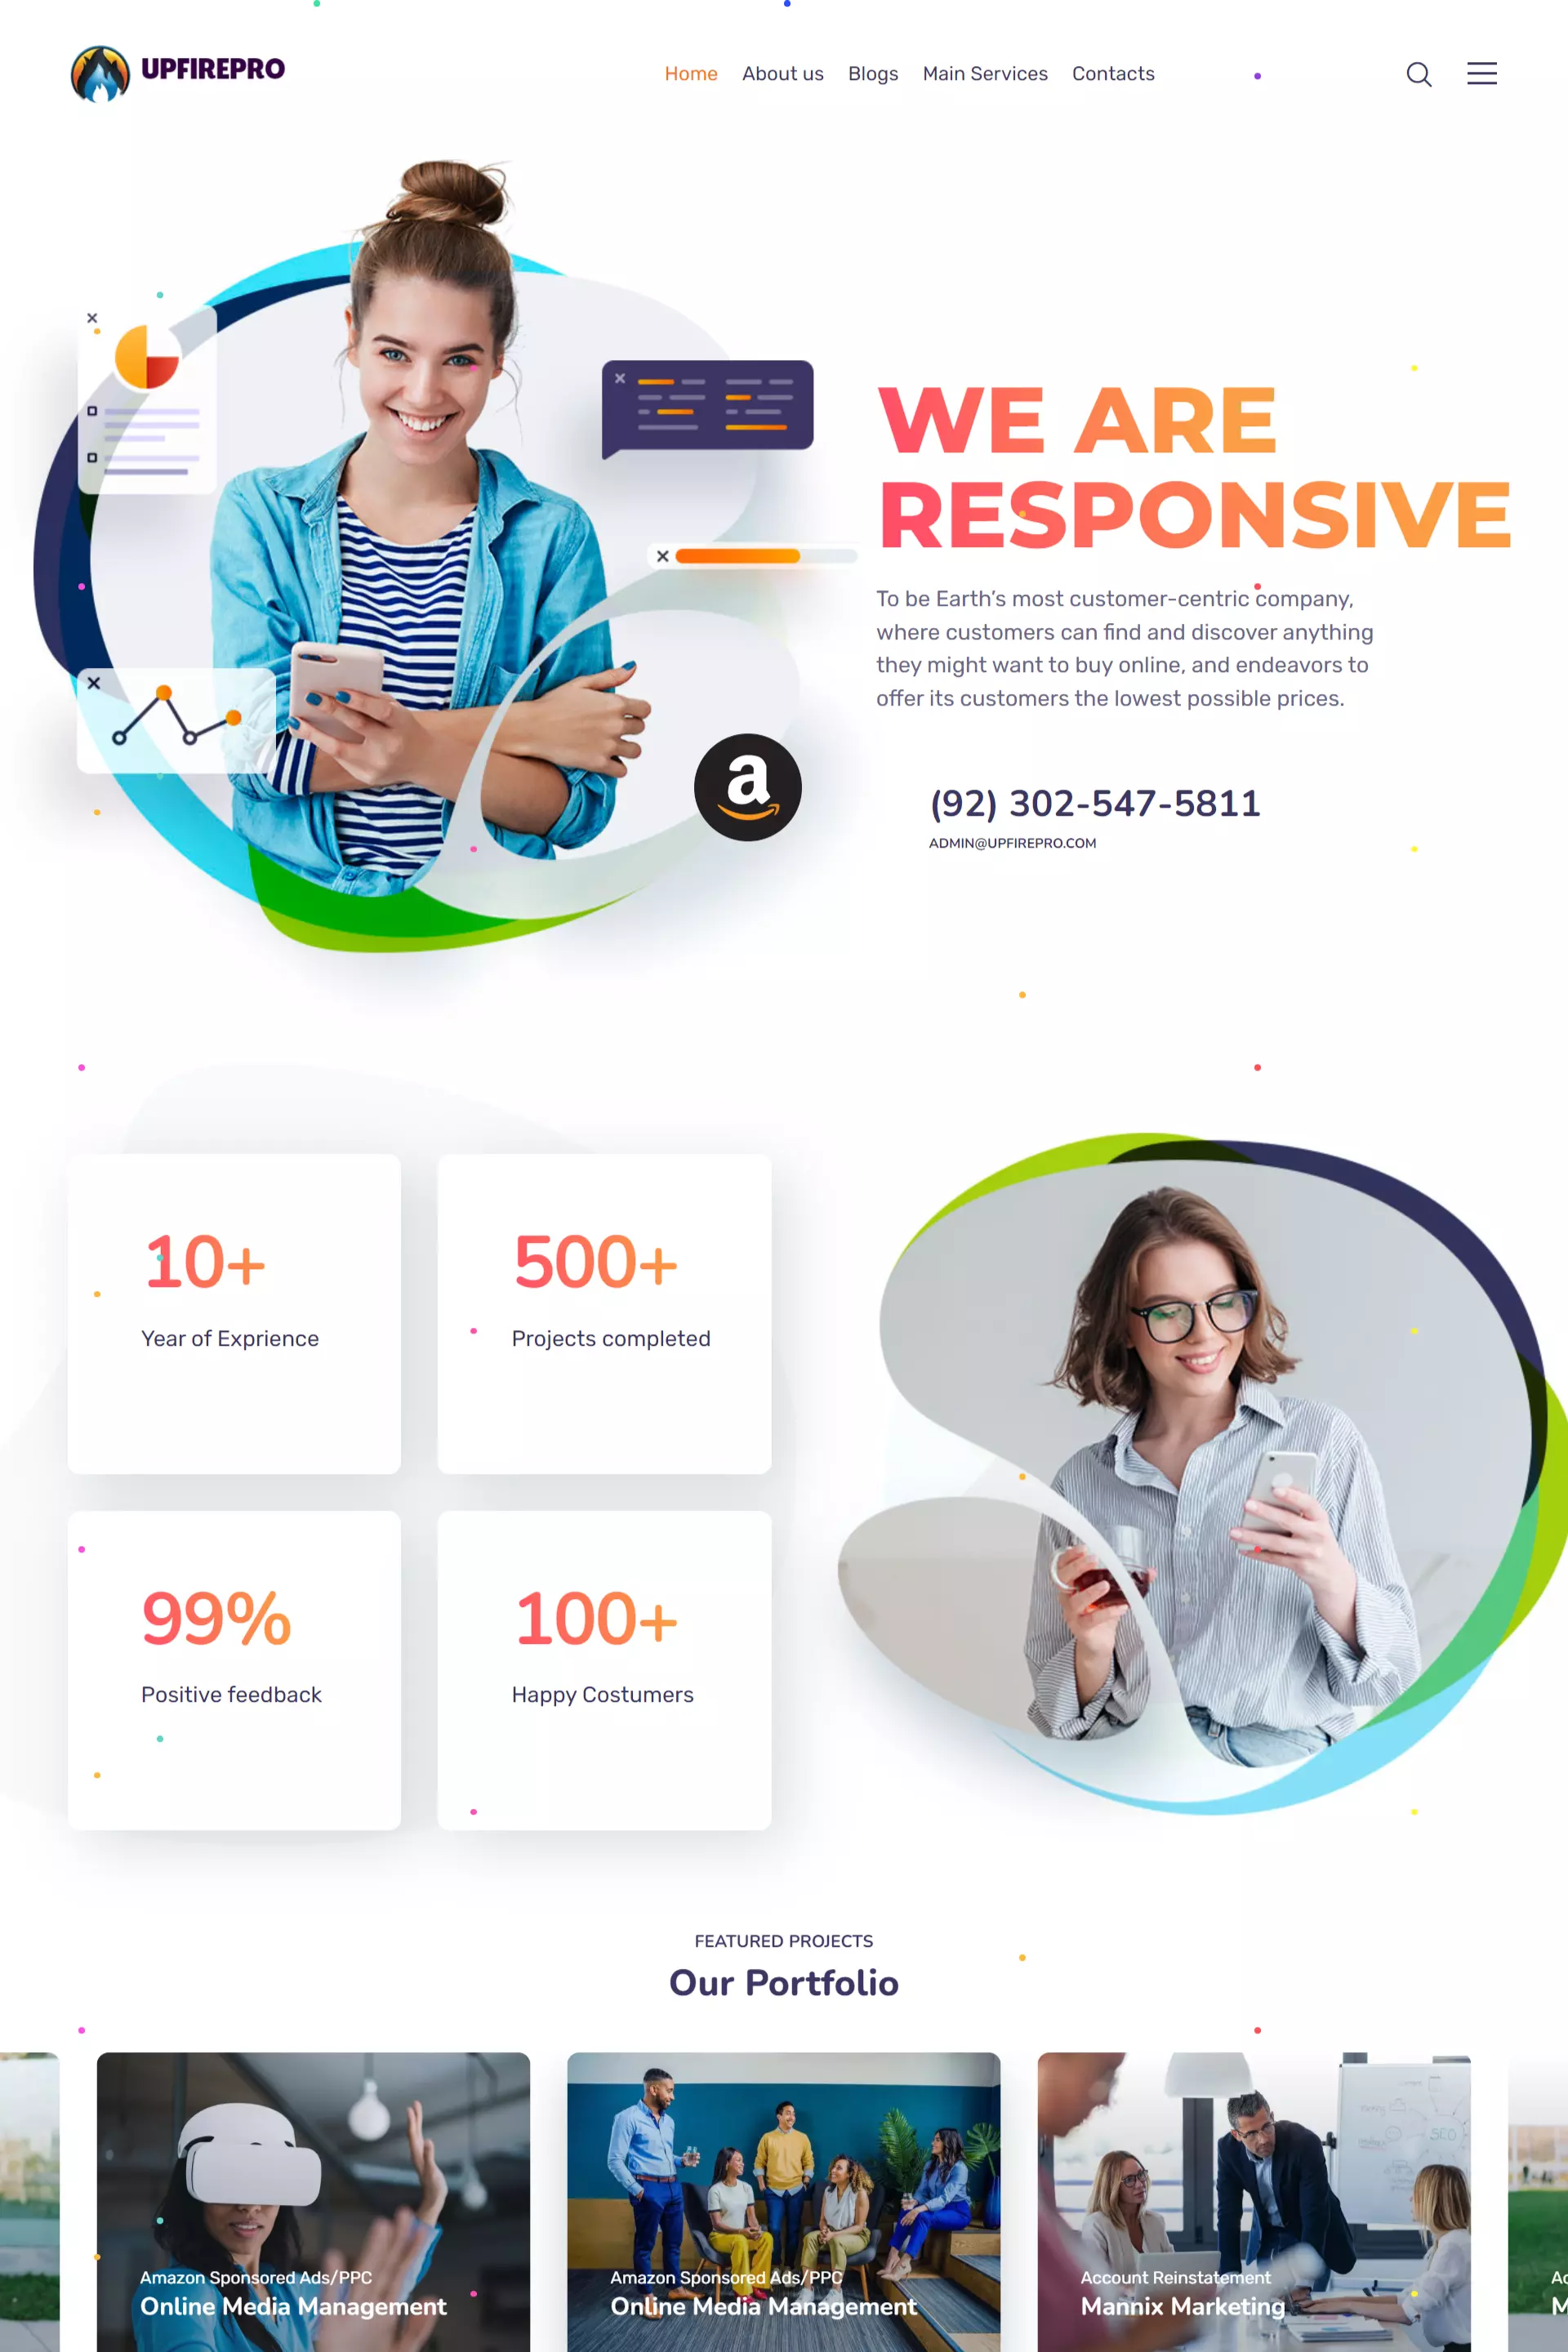 UPFIREPRO
Home About us Blogs Main Services Contacts
WE ARE
RESPONSIVE
To be Earth’s most customer-centric company,
where customers can find and discover anything
they might want to buy online, and endeavors to
offer its customers the lowest possible prices.
a
(92) 302-547-5811
ADMIN@UPFIREPRO.COM
10+
Year of Exprience
500+
Projects completed
99%
Positive feedback
100+
Happy Costumers
FEATURED PROJECTS
Our Portfolio
Amazon Sponsored Ads/PPC
Online Media Management
Amazon Sponsored Ads/PPC
Online Media Management
SEO
Account Reinstatement
Mannix Marketing